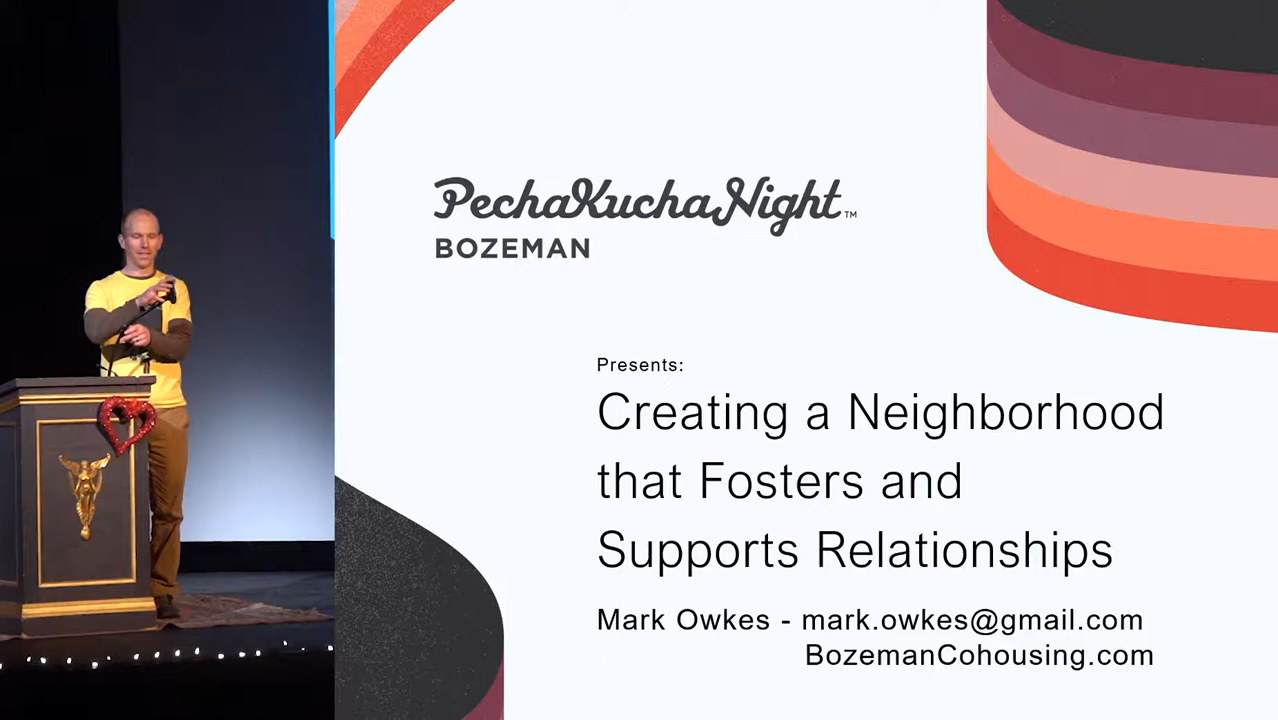 PechaKucha Night™
BOZEMAN
Presents:
Creating a Neighborhood
that Fosters and
Supports Relationships
Mark Owkes - mark.owkes@gmail.com
BozemanCohousing.com